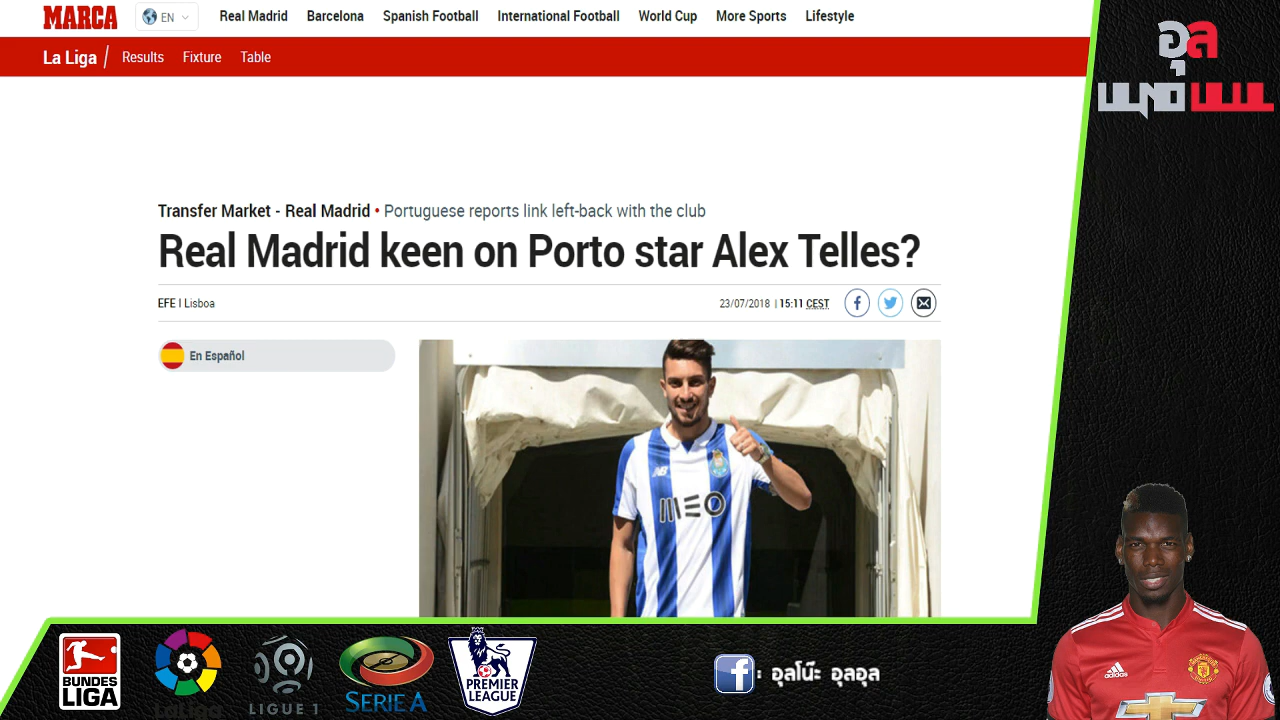 MARCA
EN
Real Madrid Barcelona Spanish Football International Football World Cup More Sports Lifestyle
La Liga / Results Fixture Table
Transfer Market - Real Madrid • Portuguese reports link left-back with the club
Real Madrid keen on Porto star Alex Telles?
EFE | Lisboa
23/07/2018 | 15:11 CEST
En Español
NB
MEO
อุล
BUNDES
LIGA
LaLiga
LIGUE 1
SERIE A
PREMIER
LEAGUE
f : อุลโน๊ะ อุลอุล
adidas